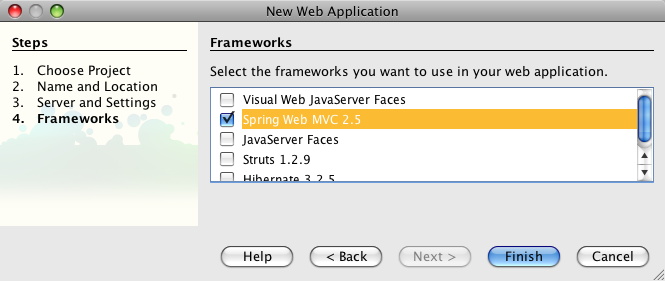 New Web Application
Steps
1. Choose Project
2. Name and Location
3. Server and Settings
4. Frameworks
Frameworks
Select the frameworks you want to use in your web application.
Visual Web JavaServer Faces
Spring Web MVC 2.5
JavaServer Faces
Struts 1.2.9
Hibernate 3.2.5
Help
< Back
Next >
Finish
Cancel